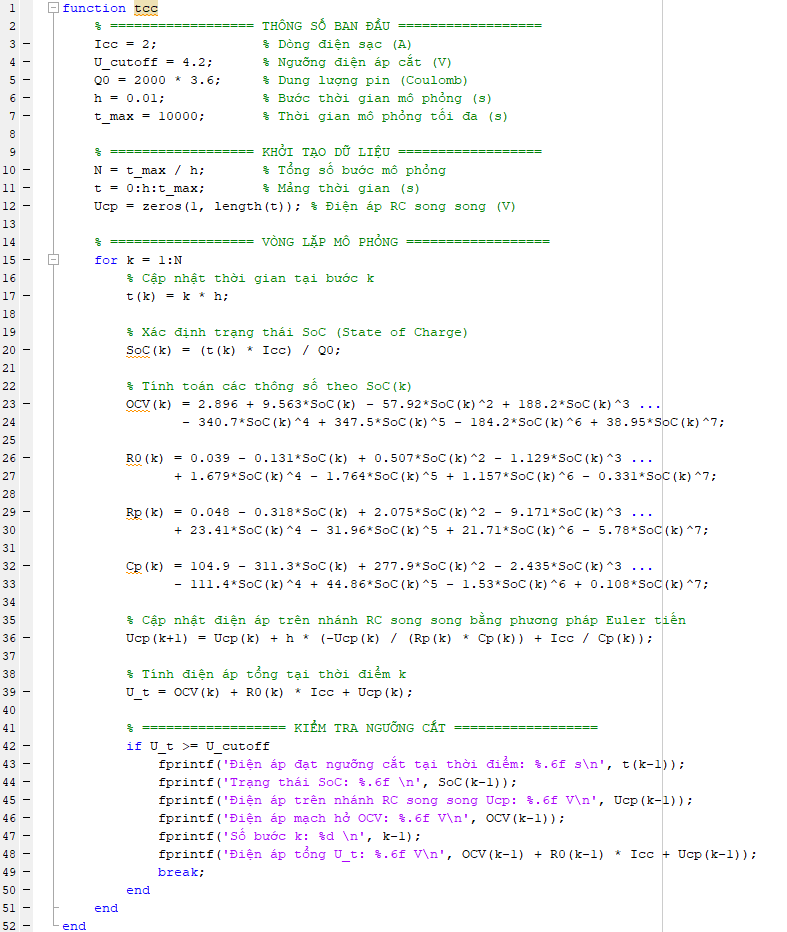 1 function tcc
2 % ================== THÔNG SỐ BAN ĐẦU ==================
3 Icc = 2; % Dòng điện sạc (A)
4 U_cutoff = 4.2; % Ngưỡng điện áp cắt (V)
5 Q0 = 2000 * 3.6; % Dung lượng pin (Coulomb)
6 h = 0.01; % Bước thời gian mô phỏng (s)
7 t_max = 10000; % Thời gian mô phỏng tối đa (s)
8
9 % ================== KHỞI TẠO DỮ LIỆU ==================
10 N = t_max / h; % Tổng số bước mô phỏng
11 t = 0:h:t_max; % Mảng thời gian (s)
12 Ucp = zeros(1, length(t)); % Điện áp RC song song (V)
13
14 % ================== VÒNG LẶP MÔ PHỎNG ==================
15 for k = 1:N
16 % Cập nhật thời gian tại bước k
17 t(k) = k * h;
18
19 % Xác định trạng thái SoC (State of Charge)
20 SoC(k) = (t(k) * Icc) / Q0;
21
22 % Tính toán các thông số theo SoC(k)
23 OCV(k) = 2.896 + 9.563*SoC(k) - 57.92*SoC(k)^2 + 188.2*SoC(k)^3 ...
24 - 340.7*SoC(k)^4 + 347.5*SoC(k)^5 - 184.2*SoC(k)^6 + 38.95*SoC(k)^7;
25
26 R0(k) = 0.039 - 0.131*SoC(k) + 0.507*SoC(k)^2 - 1.129*SoC(k)^3 ...
27 + 1.679*SoC(k)^4 - 1.764*SoC(k)^5 + 1.157*SoC(k)^6 - 0.331*SoC(k)^7;
28
29 Rp(k) = 0.048 - 0.318*SoC(k) + 2.075*SoC(k)^2 - 9.171*SoC(k)^3 ...
30 + 23.41*SoC(k)^4 - 31.96*SoC(k)^5 + 21.71*SoC(k)^6 - 5.78*SoC(k)^7;
31
32 Cp(k) = 104.9 - 311.3*SoC(k) + 277.9*SoC(k)^2 - 2.435*SoC(k)^3 ...
33 - 111.4*SoC(k)^4 + 44.86*SoC(k)^5 - 1.53*SoC(k)^6 + 0.108*SoC(k)^7;
34
35 % Cập nhật điện áp trên nhánh RC song song bằng phương pháp Euler tiến
36 Ucp(k+1) = Ucp(k) + h * (-Ucp(k) / (Rp(k) * Cp(k)) + Icc / Cp(k));
37
38 % Tính điện áp tổng tại thời điểm k
39 U_t = OCV(k) + R0(k) * Icc + Ucp(k);
40
41 % ================== KIỂM TRA NGƯỠNG CẮT ==================
42 if U_t >= U_cutoff
43 fprintf('Điện áp đạt ngưỡng cắt tại thời điểm: %.6f s\n', t(k-1));
44 fprintf('Trạng thái SoC: %.6f \n', SoC(k-1));
45 fprintf('Điện áp trên nhánh RC song song Ucp: %.6f V\n', Ucp(k-1));
46 fprintf('Điện áp mạch hở OCV: %.6f V\n', OCV(k-1));
47 fprintf('Số bước k: %d \n', k-1);
48 fprintf('Điện áp tổng U_t: %.6f V\n', OCV(k-1) + R0(k-1) * Icc + Ucp(k-1));
49 break;
50 end
51 end
52 end